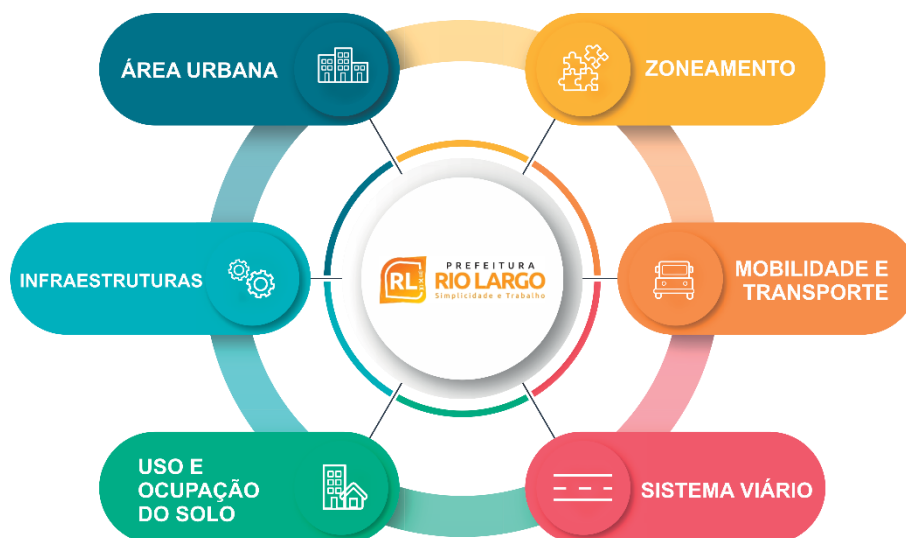 ÁREA URBANA
ZONEAMENTO
INFRAESTRUTURAS
RL
PREFEITURA
RIO LARGO
Simplicidade e Trabalho
MOBILIDADE E
TRANSPORTE
USO E
OCUPAÇÃO
DO SOLO
SISTEMA VIÁRIO